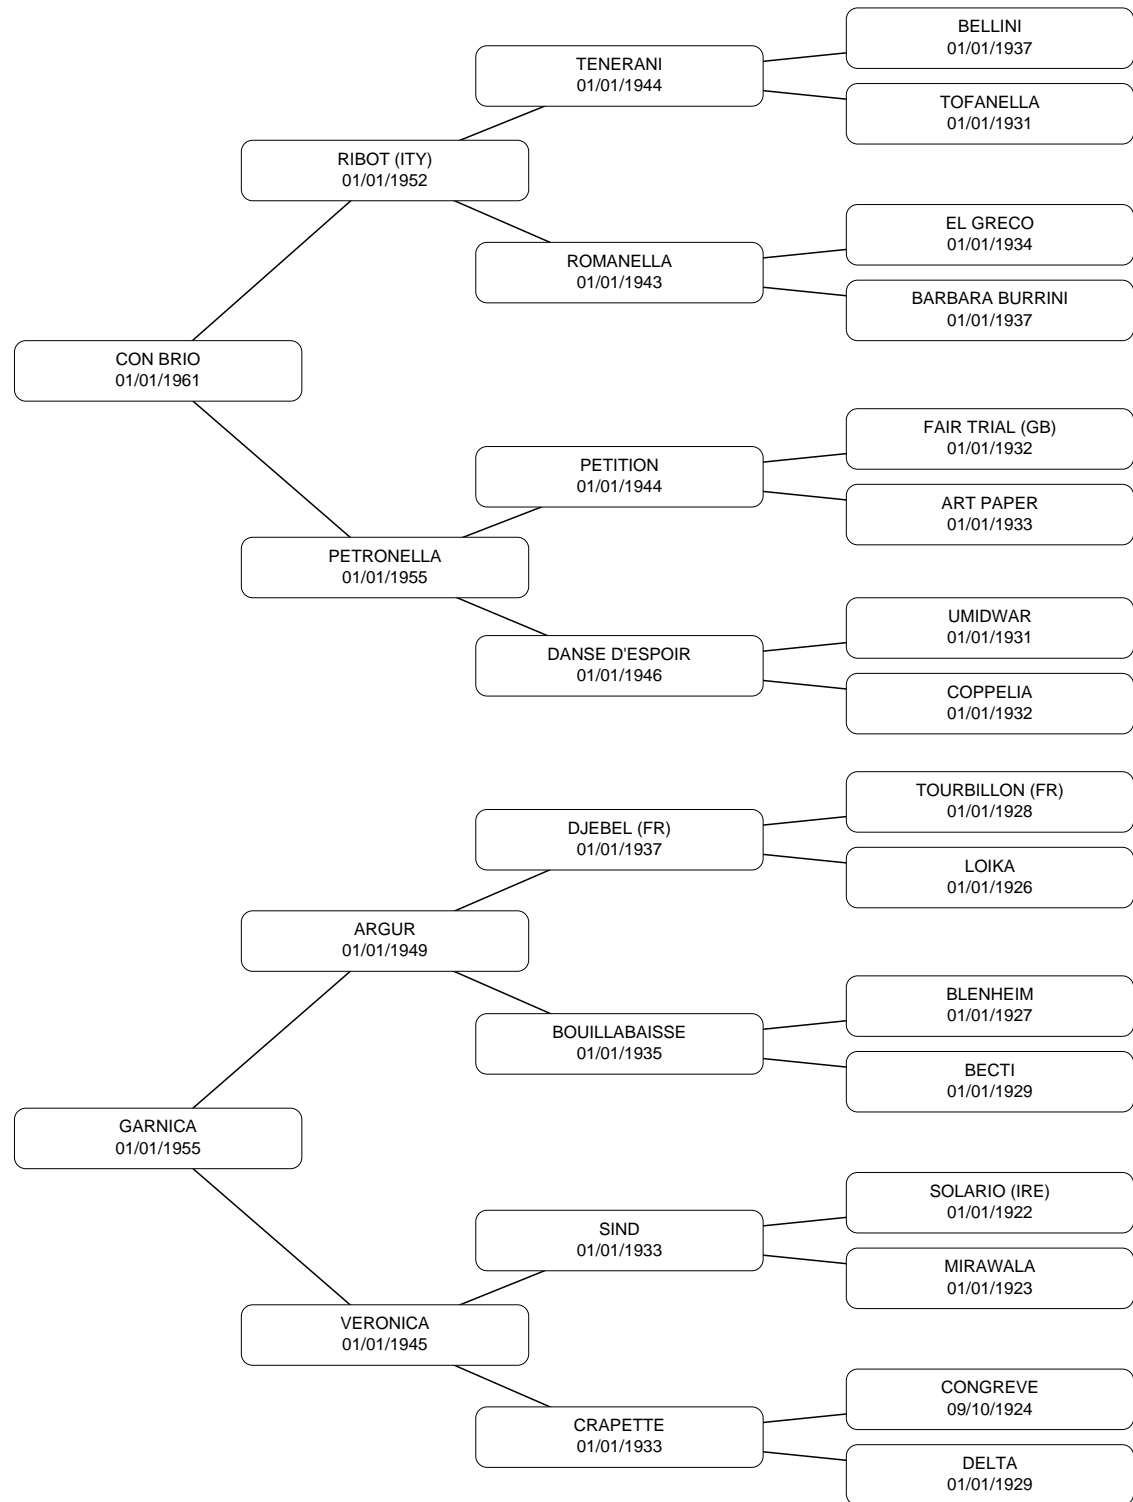 BELLINI
01/01/1937
TENERANI
01/01/1944
TOFANELLA
01/01/1931
RIBOT (ITY)
01/01/1952
EL GRECO
01/01/1934
ROMANELLA
01/01/1943
BARBARA BURRINI
01/01/1937
CON BRIO
01/01/1961
FAIR TRIAL (GB)
01/01/1932
PETITION
01/01/1944
ART PAPER
01/01/1933
PETRONELLA
01/01/1955
UMIDWAR
01/01/1931
DANSE D'ESPOIR
01/01/1946
COPPELIA
01/01/1932
TOURBILLON (FR)
01/01/1928
DJEBEL (FR)
01/01/1937
LOIKA
01/01/1926
ARGUR
01/01/1949
BLENHEIM
01/01/1927
BOUILLABAISSE
01/01/1935
BECTI
01/01/1929
GARNICA
01/01/1955
SOLARIO (IRE)
01/01/1922
SIND
01/01/1933
MIRAWALA
01/01/1923
VERONICA
01/01/1945
CONGREVE
09/10/1924
CRAPETTE
01/01/1933
DELTA
01/01/1929